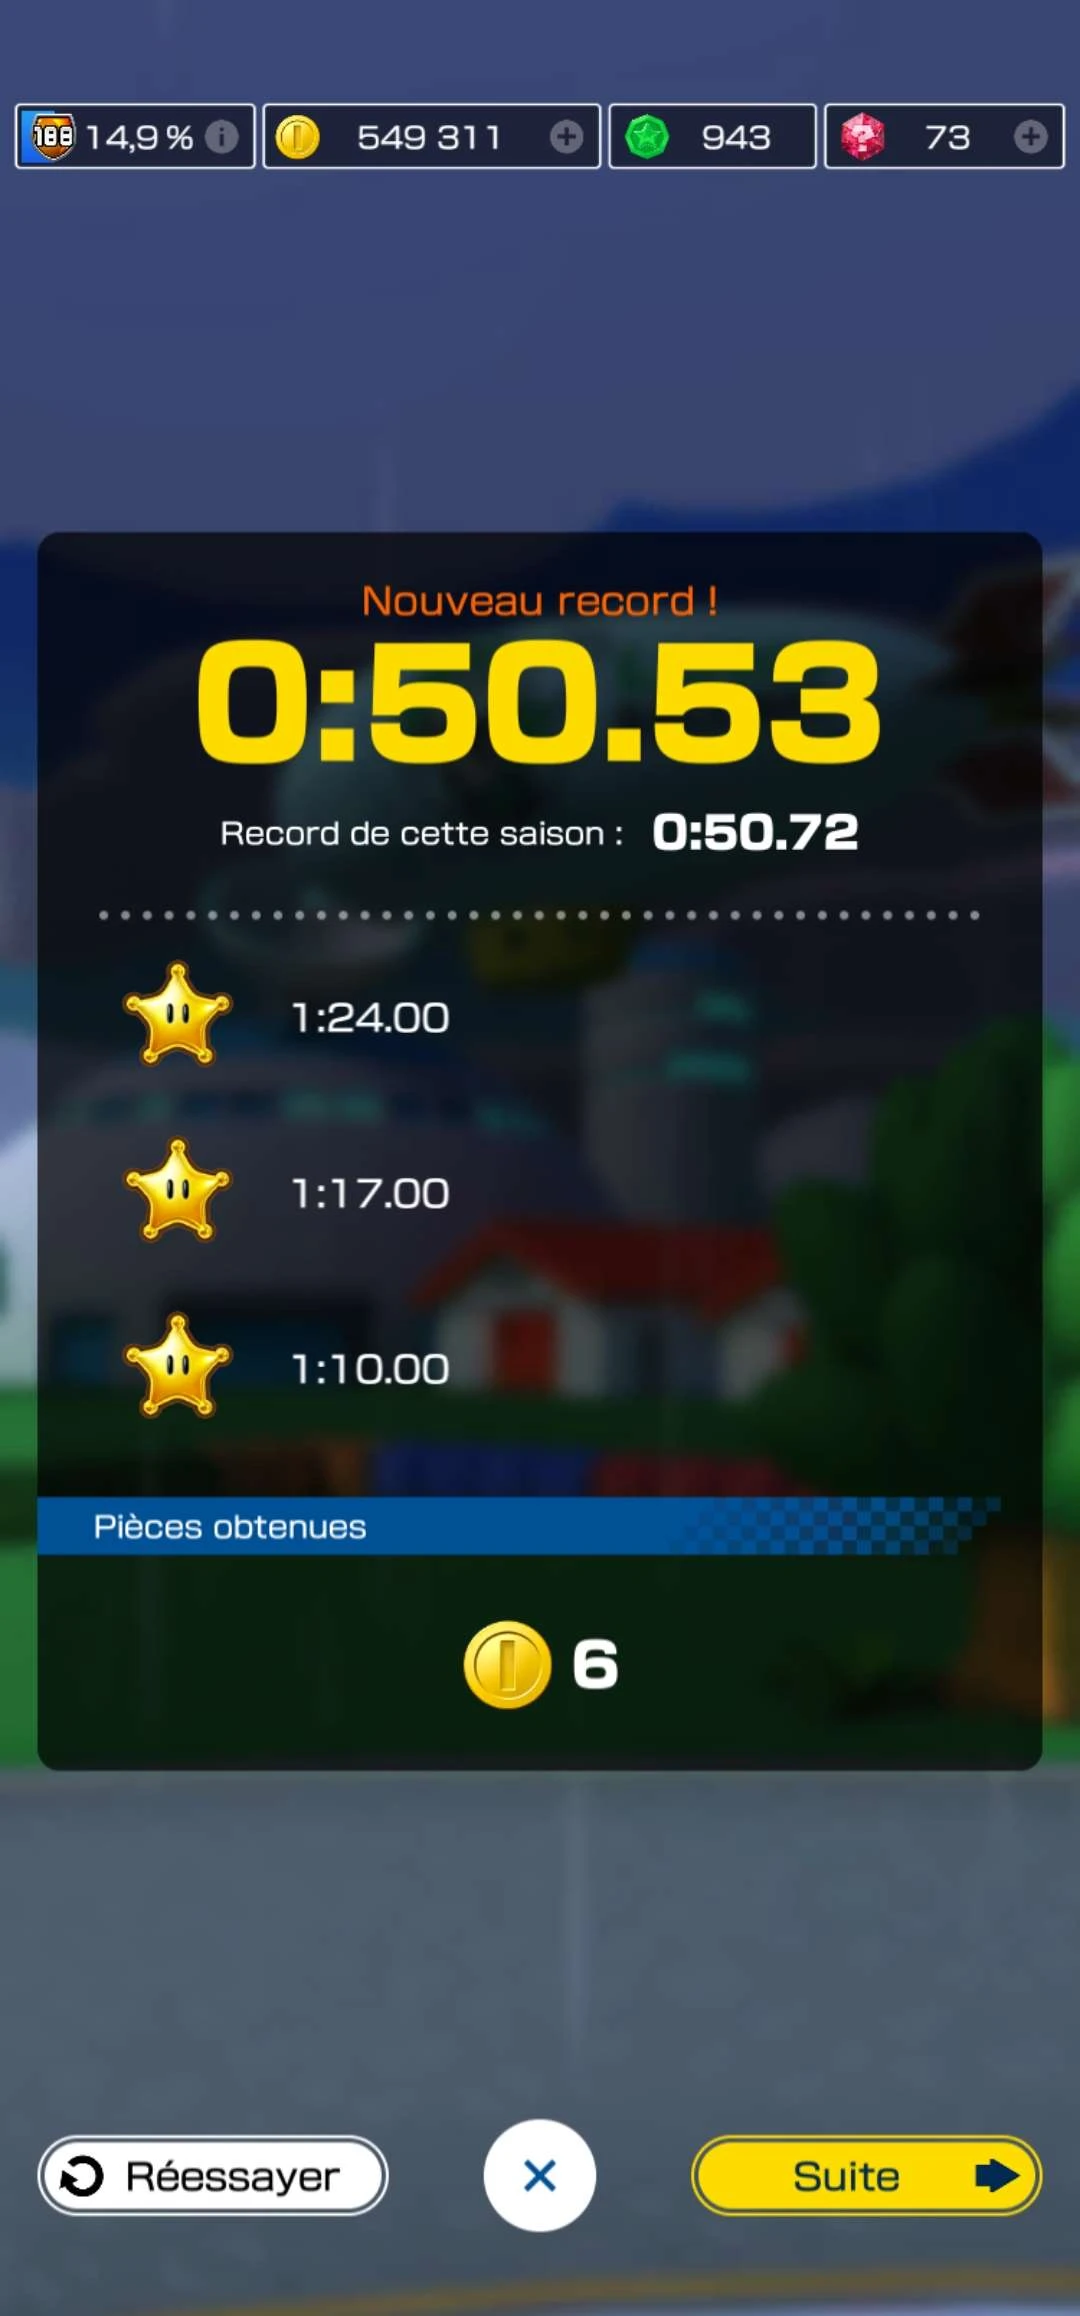 188 14,9 % i 549 311 + 943 ? 73 +
Nouveau record !
0:50.53
Record de cette saison : 0:50.72
1:24.00
1:17.00
1:10.00
Pièces obtenues
6
Réessayer × Suite